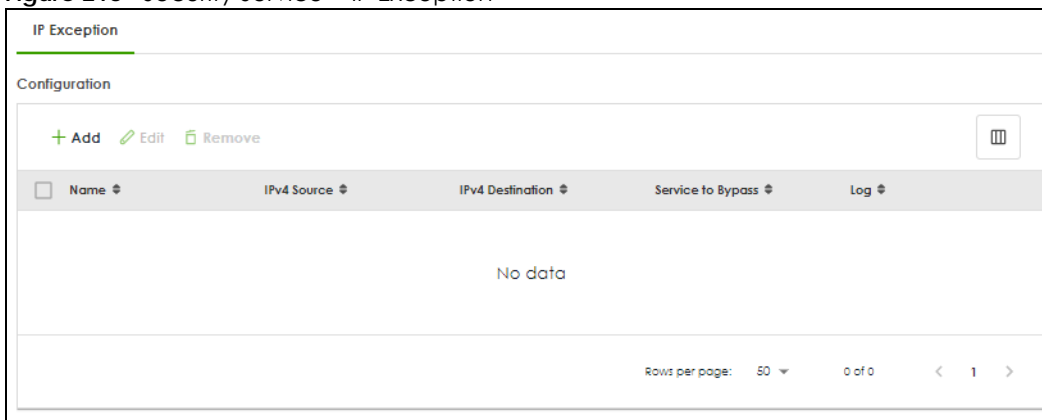 IP Exception
Configuration
+ Add Edit Remove
Name IPv4 Source IPv4 Destination Service to Bypass Log
No data
Rows per page: 50 0 of 0 < 1 >